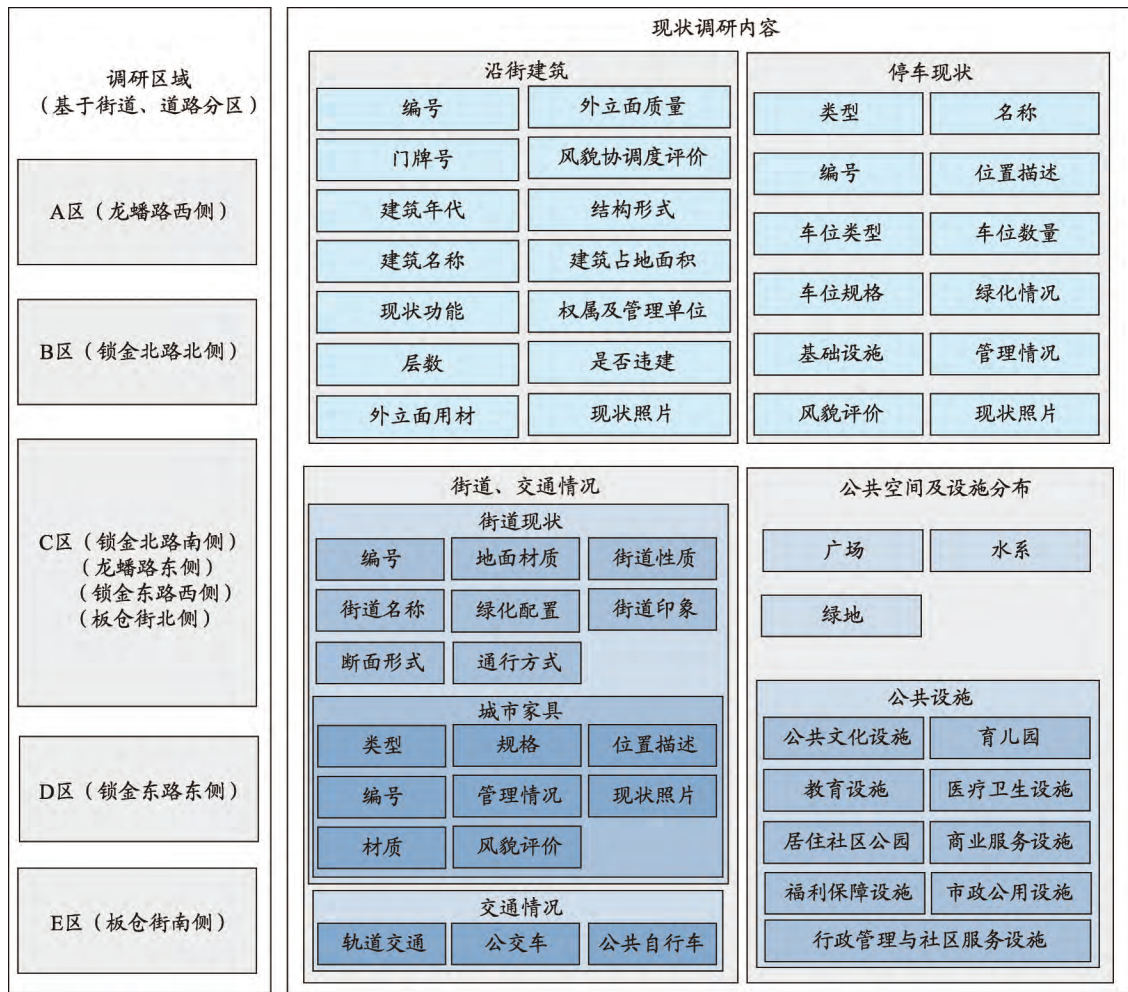 调研区域
（基于街道、道路分区）
A区（龙蟠路西侧）
B区（锁金北路北侧）
C区（锁金北路南侧）
（龙蟠路东侧）
（锁金东路西侧）
（板仓街北侧）
D区（锁金东路东侧）
E区（板仓街南侧）
现状调研内容
沿街建筑
编号 外立面质量
门牌号 风貌协调度评价
建筑年代 结构形式
建筑名称 建筑占地面积
现状功能 权属及管理单位
层数 是否违建
外立面用材 现状照片
停车现状
类型 名称
编号 位置描述
车位类型 车位数量
车位规格 绿化情况
基础设施 管理情况
风貌评价 现状照片
街道、交通情况
街道现状
编号 地面材质 街道性质
街道名称 绿化配置 街道印象
断面形式 通行方式
城市家具
类型 规格 位置描述
编号 管理情况 现状照片
材质 风貌评价
交通情况
轨道交通 公交车 公共自行车
公共空间及设施分布
广场 水系
绿地
公共设施
公共文化设施 育儿园
教育设施 医疗卫生设施
居住社区公园 商业服务设施
福利保障设施 市政公用设施
行政管理与社区服务设施